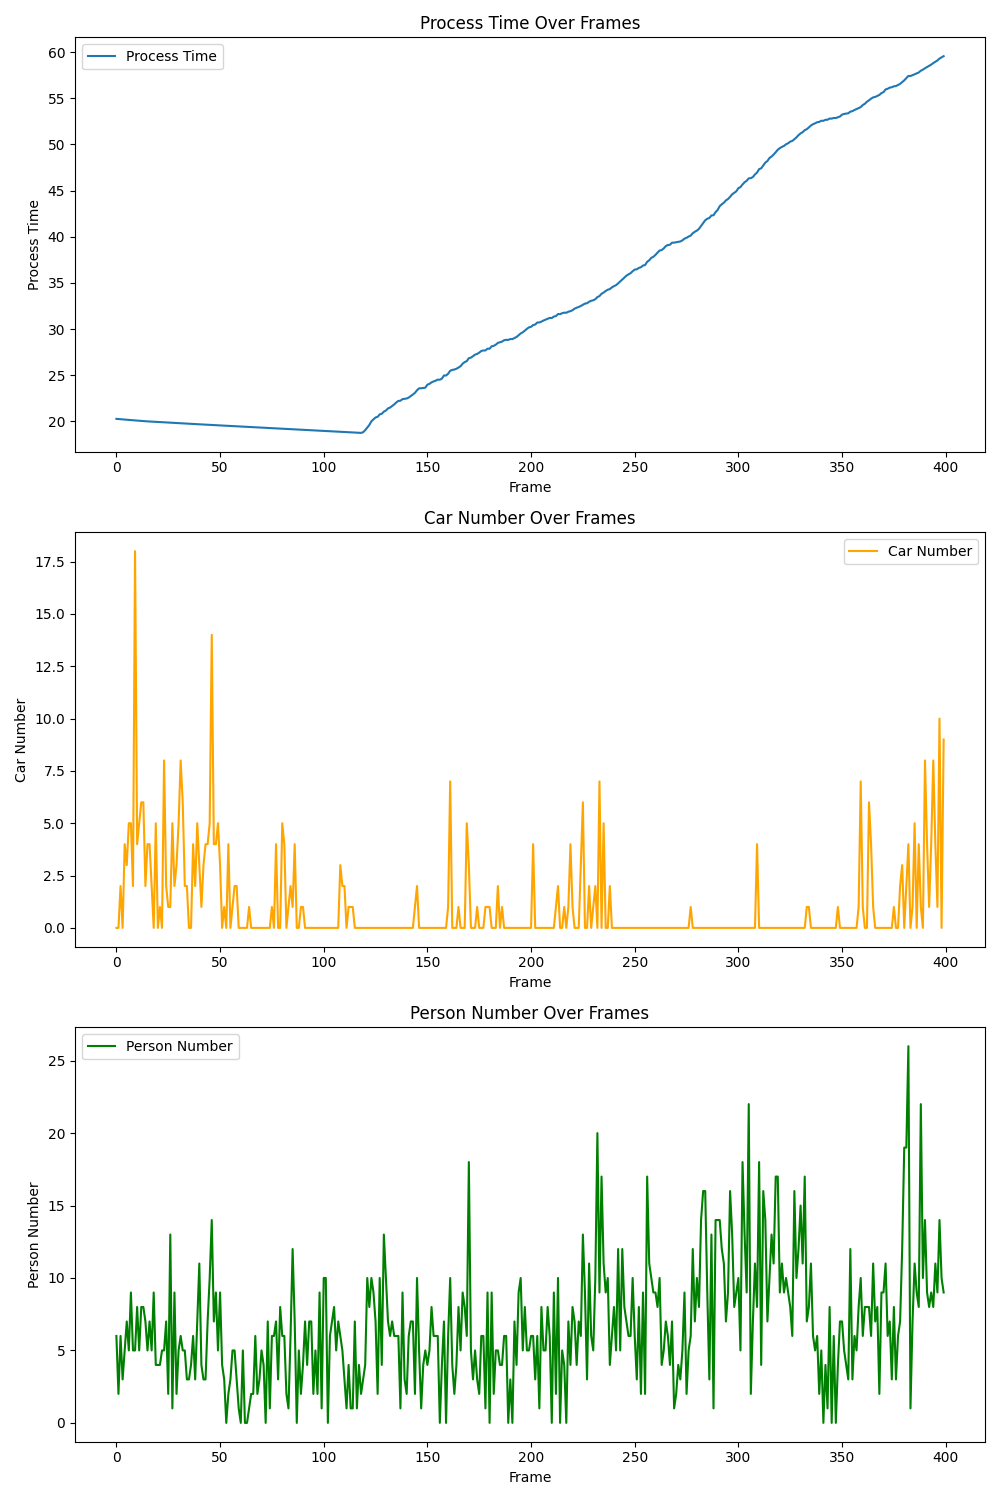 Process Time Over Frames
Process Time
60
55
50
45
40
35
30
25
20
Process Time
0 50 100 150 200 250 300 350 400
Frame
Car Number Over Frames
Car Number
17.5
15.0
12.5
10.0
7.5
5.0
2.5
0.0
Car Number
0 50 100 150 200 250 300 350 400
Frame
Person Number Over Frames
Person Number
25
20
15
10
5
0
Person Number
0 50 100 150 200 250 300 350 400
Frame